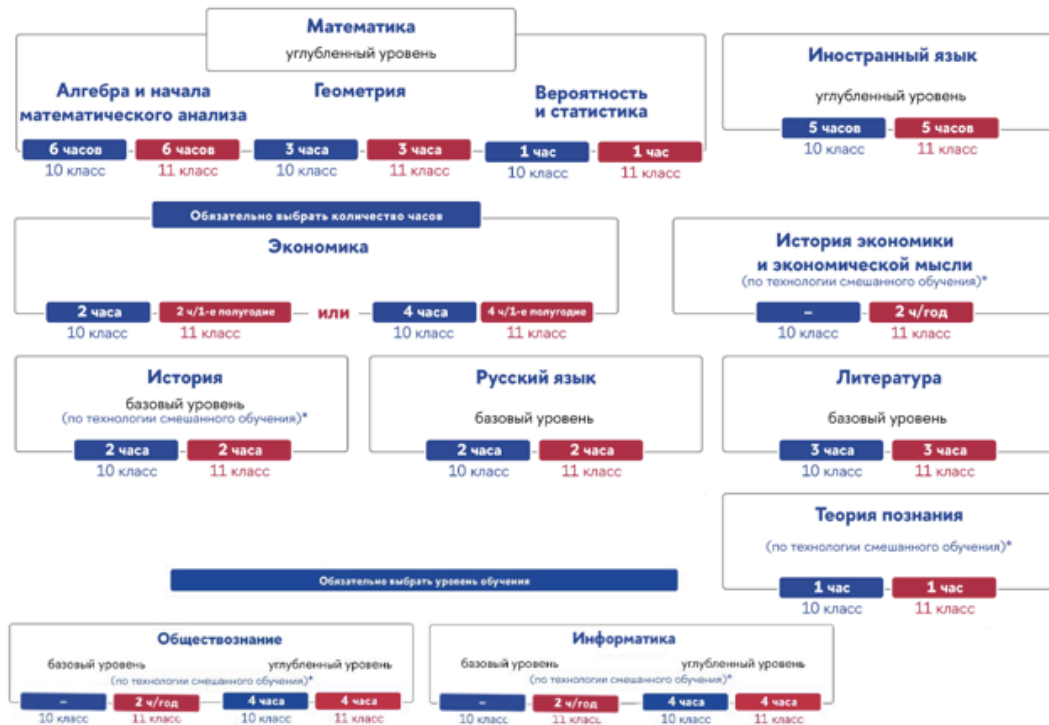 Математика
углубленный уровень
Алгебра и начала
математического анализа
6 часов
6 часов
10 класс
11 класс
Геометрия
3 часа
3 часа
10 класс
11 класс
Вероятность
и статистика
1 час
1 час
10 класс
11 класс
Иностранный язык
углубленный уровень
5 часов
5 часов
10 класс
11 класс
Обязательно выбрать количество часов
Экономика
2 часа
2 ч/1-е полугодие
или
4 часа
4 ч/1-е полугодие
10 класс
11 класс
10 класс
11 класс
История экономики
и экономической мысли
(по технологии смешанного обучения)*
–
2 ч/год
10 класс
11 класс
История
базовый уровень
(по технологии смешанного обучения)*
2 часа
2 часа
10 класс
11 класс
Русский язык
базовый уровень
2 часа
2 часа
10 класс
11 класс
Литература
базовый уровень
3 часа
3 часа
10 класс
11 класс
Теория познания
(по технологии смешанного обучения)*
1 час
1 час
10 класс
11 класс
Обязательно выбрать уровень обучения
Обществознание
базовый уровень
углубленный уровень
(по технологии смешанного обучения)*
–
2 ч/год
4 часа
4 часа
10 класс
11 класс
10 класс
11 класс
Информатика
базовый уровень
углубленный уровень
(по технологии смешанного обучения)*
–
2 ч/год
4 часа
4 часа
10 класс
11 класс
10 класс
11 класс